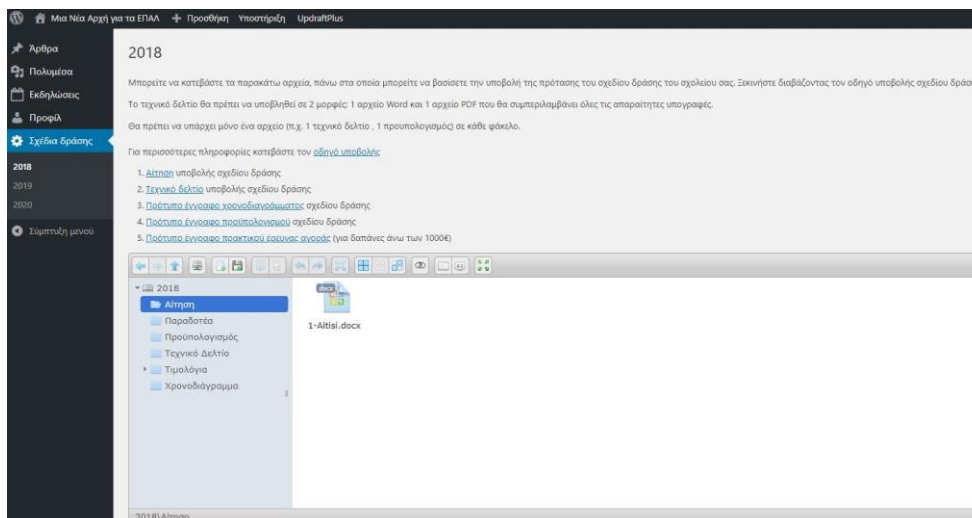 Μια Νέα Αρχή για τα ΕΠΑΛ Προσθήκη Υποστήριξη UpdraftPlus
Άρθρα
Πολυμέσα
Εκδηλώσεις
Προφίλ
Σχέδια δράσης
2018
2019
2020
Σύμπτυξη μενού
2018
Μπορείτε να κατεβάστε τα παρακάτω αρχεία, πάνω στα οποία μπορείτε να βασίσετε την υποβολή της πρότασης του σχεδίου δράσης του σχολείου σας. Ξεκινήστε διαβάζοντας τον οδηγό υποβολής σχεδίου
Το τεχνικό δελτίο θα πρέπει να υποβληθεί σε 2 μορφές: 1 αρχείο Word και 1 αρχείο PDF που θα συμπεριλαμβάνει όλες τις απαραίτητες υπογραφές.
Θα πρέπει να υπάρχει μόνο ένα αρχείο (π.χ. 1 τεχνικό δελτίο , 1 προυπολογισμός) σε κάθε φάκελο.
Για περισσότερες πληροφορίες κατεβάστε τον οδηγό υποβολής
1. Αίτηση υποβολής σχεδίου δράσης
2. Τεχνικό δελτίο υποβολής σχεδίου δράσης
3. Πρότυπο έγγραφο χρονοδιαγράμματος σχεδίου δράσης
4. Πρότυπο έγγραφο προϋπολογισμού σχεδίου δράσης
5. Πρότυπο έγγραφο πρακτικού έρευνας αγοράς (για δαπάνες άνω των 1000€)
2018
Αίτηση
Παραδοτέα
Προϋπολογισμός
Τεχνικό Δελτίο
Τιμολόγια
Χρονοδιάγραμμα
docx
1-Aitisi.docx
2018\Αίτηση